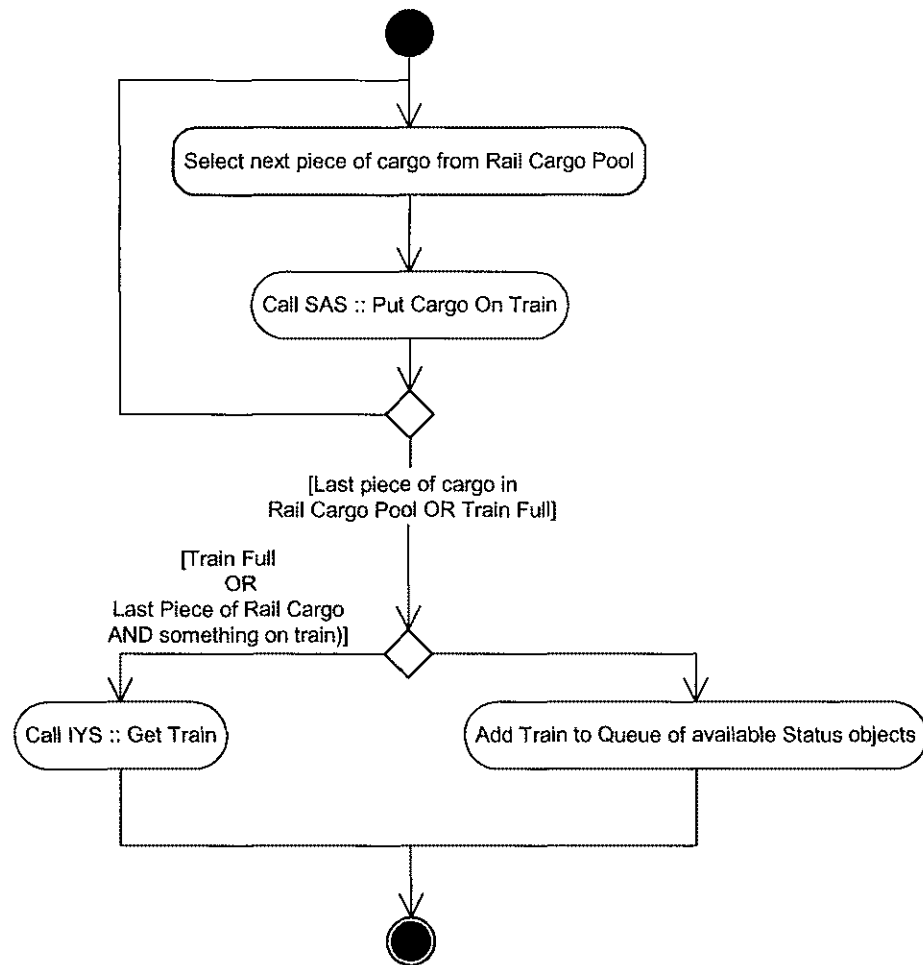 Select next piece of cargo from Rail Cargo Pool
Call SAS :: Put Cargo On Train
[Last piece of cargo in
Rail Cargo Pool OR Train Full]
[Train Full
OR
Last Piece of Rail Cargo
AND something on train)]
Call IYS :: Get Train
Add Train to Queue of available Status objects